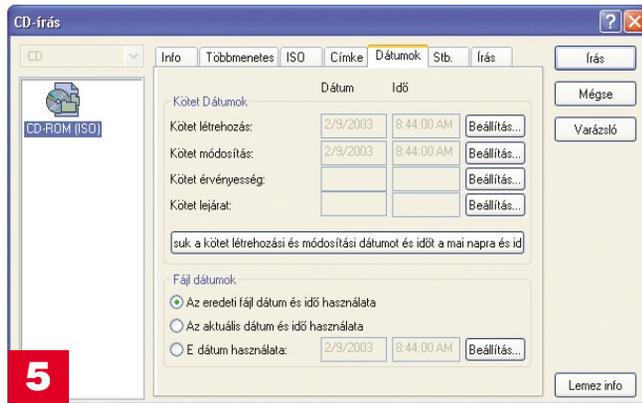 CD-írás
CD
Info Többmenetes ISO Címke Dátumok Stb. Írás
Írás
Mégse
Varázsló
CD-ROM (ISO)
Dátum Idő
Kötet Dátumok
Kötet létrehozás: 2/9/2003 8:44:00 AM Beállítás...
Kötet módosítás: 2/9/2003 8:44:00 AM Beállítás...
Kötet érvényesség: Beállítás...
Kötet lejárat: Beállítás...
suk a kötet létrehozási és módosítási dátumot és időt a mai napra és id
Fájl dátumok
Az eredeti fájl dátum és idő használata
Az aktuális dátum és idő használata
E dátum használata: 2/9/2003 8:44:00 AM Beállítás...
5
Lemez info